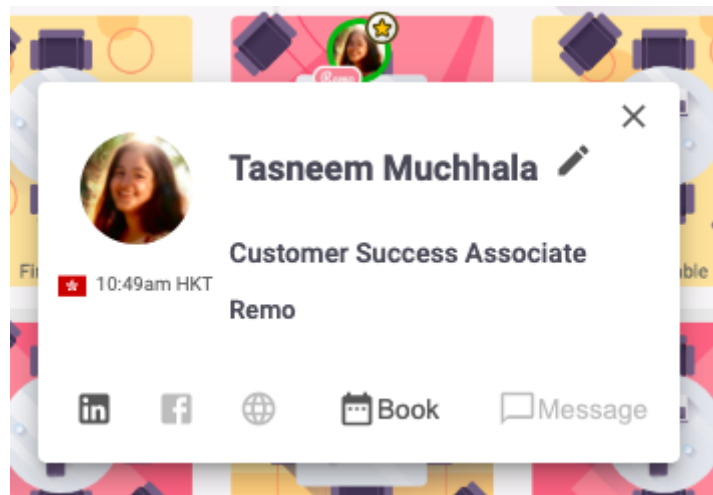 Remo
Tasneem Muchhala
Customer Success Associate
10:49am HKT
Remo
Book
Message